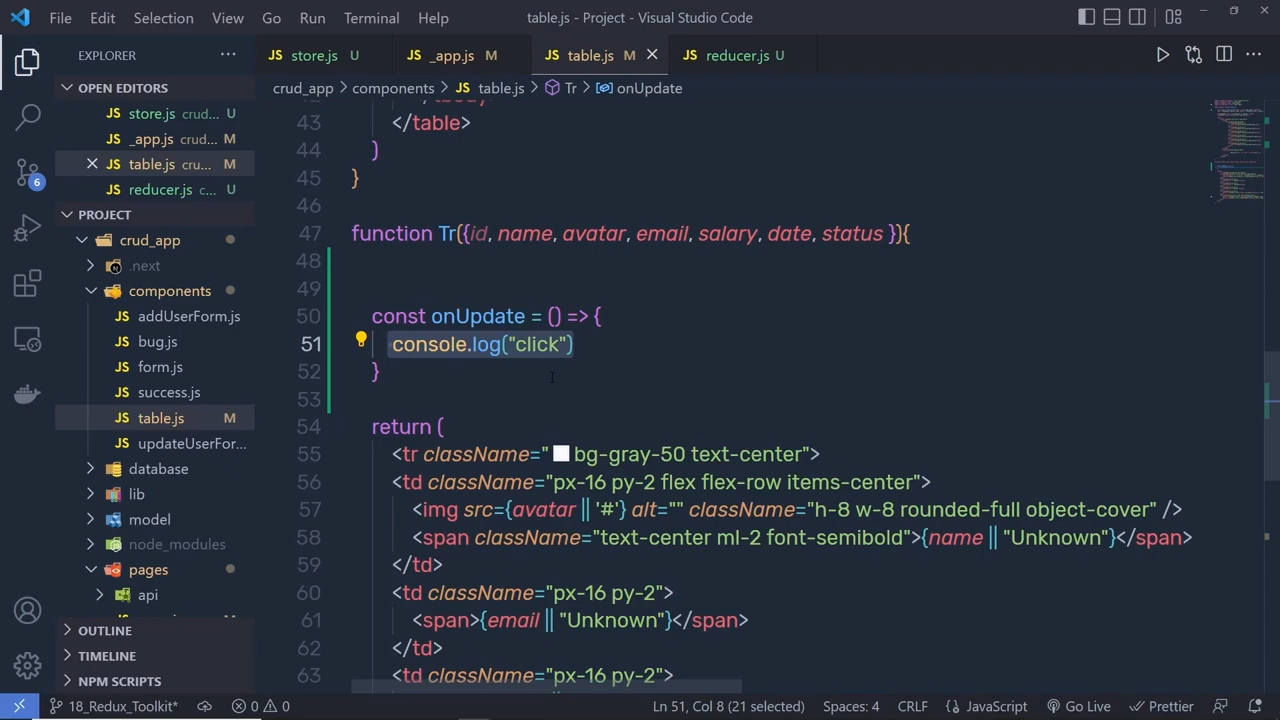 File Edit Selection View Go Run Terminal Help table.js - Project - Visual Studio Code
EXPLORER
JS store.js U JS _app.js M JS table.js M JS reducer.js U
OPEN EDITORS
JS store.js crud... U
JS _app.js cru... M
JS table.js cru... M
JS reducer.js c... U
PROJECT
crud_app
.next
components
JS addUserForm.js
JS bug.js
JS form.js
JS success.js
JS table.js M
JS updateUserFor...
database
lib
model
node_modules
pages
api
OUTLINE
TIMELINE
NPM SCRIPTS
6
crud_app > components > JS table.js > Tr > onUpdate
43 </table>
44 )
45 }
46
47 function Tr({id, name, avatar, email, salary, date, status }){
48
49
50 const onUpdate = () => {
51 console.log("click")
52 }
53
54 return (
55 <tr className="bg-gray-50 text-center">
56 <td className="px-16 py-2 flex flex-row items-center">
57 <img src={avatar || '#'} alt="" className="h-8 w-8 rounded-full object-cover" />
58 <span className="text-center ml-2 font-semibold">{name || "Unknown"}</span>
59 </td>
60 <td className="px-16 py-2">
61 <span>{email || "Unknown"}</span>
62 </td>
63 <td className="px-16 py-2">
18_Redux_Toolkit* 0 0 Ln 51, Col 8 (21 selected) Spaces: 4 CRLF {} JavaScript Go Live Prettier